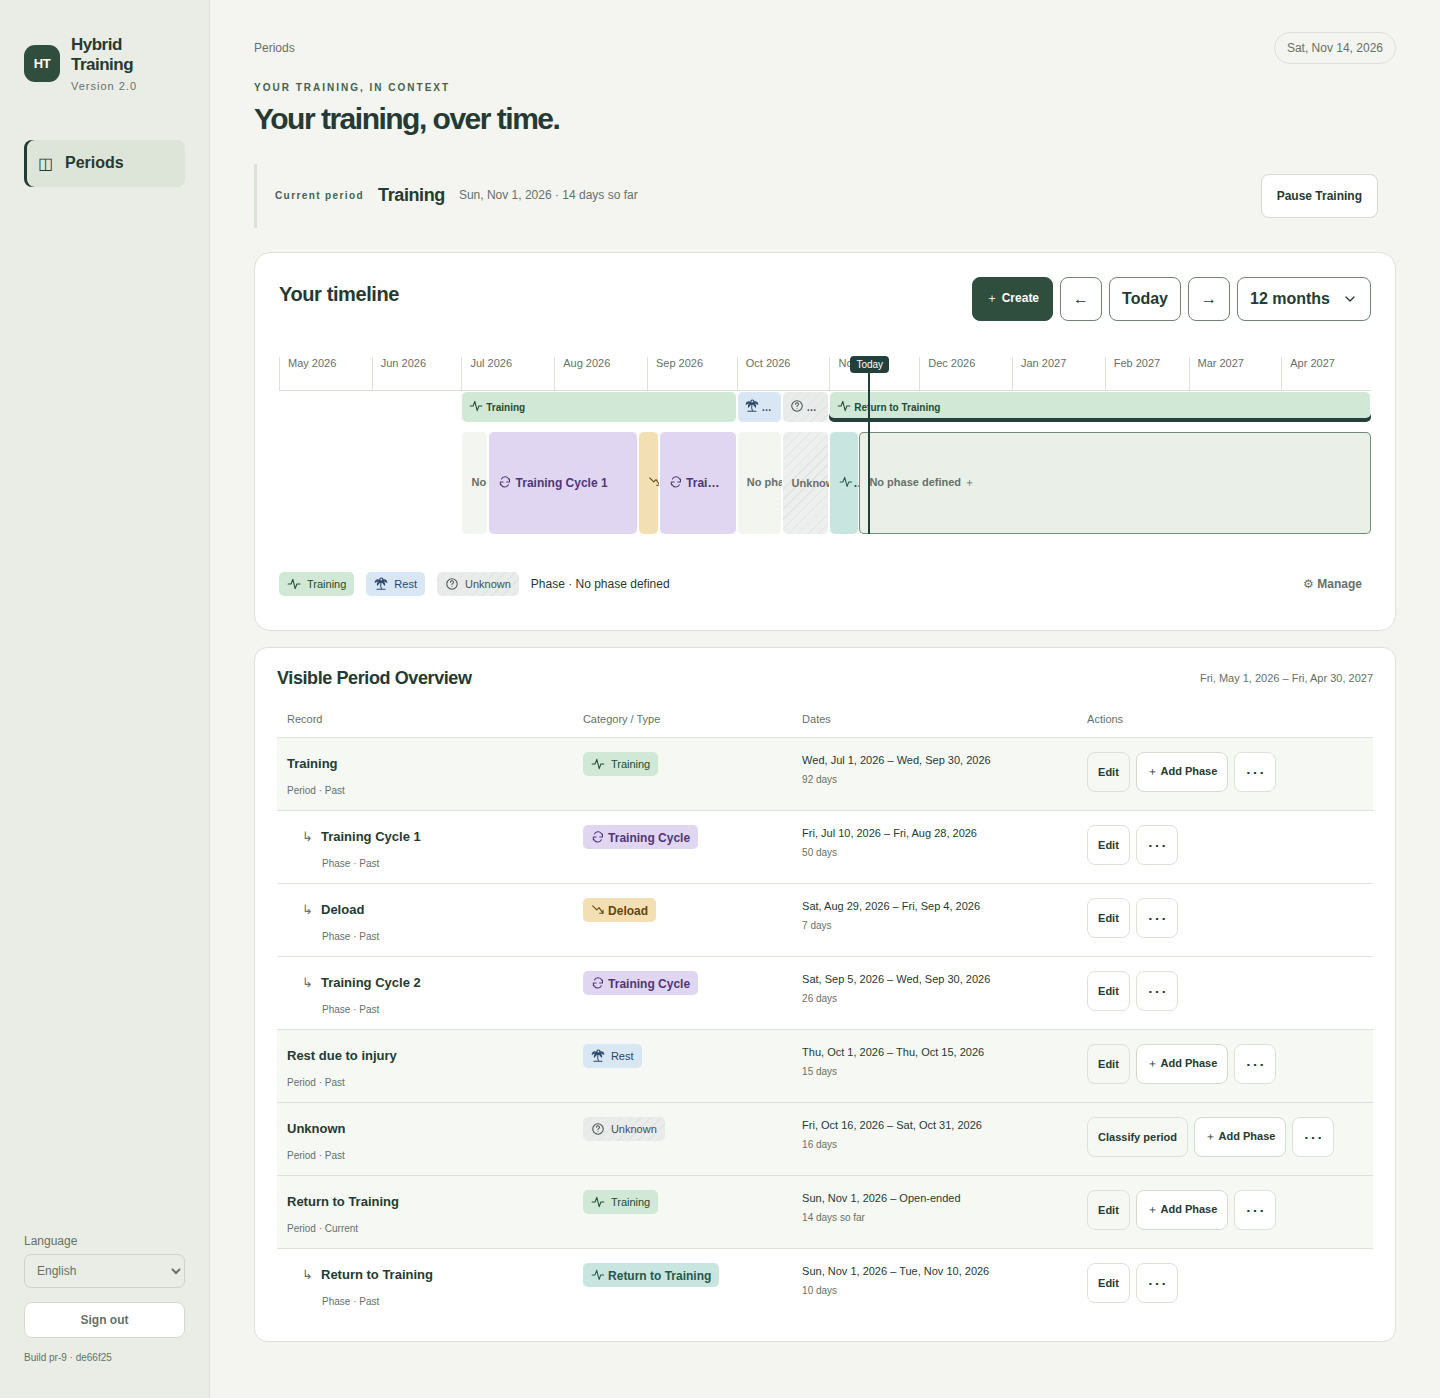 HT
Hybrid
Training
Version 2.0
Periods
Language
English
Sign out
Build pr-9 · de66f25
Periods
Sat, Nov 14, 2026
YOUR TRAINING, IN CONTEXT
Your training, over time.
Current period Training Sun, Nov 1, 2026 · 14 days so far
Pause Training
Your timeline
+ Create
←
Today
→
12 months
May 2026
Jun 2026
Jul 2026
Aug 2026
Sep 2026
Oct 2026
No
Today
Dec 2026
Jan 2027
Feb 2027
Mar 2027
Apr 2027
Training
...
...
Return to Training
No
Training Cycle 1
Trai...
No pha
Unknow
No phase defined +
Training
Rest
Unknown
Phase · No phase defined
Manage
Visible Period Overview
Fri, May 1, 2026 – Fri, Apr 30, 2027
Record Category / Type Dates Actions
Training
Period · Past
Training
Wed, Jul 1, 2026 – Wed, Sep 30, 2026
92 days
Edit + Add Phase ···
↳ Training Cycle 1
Phase · Past
Training Cycle
Fri, Jul 10, 2026 – Fri, Aug 28, 2026
50 days
Edit ···
↳ Deload
Phase · Past
Deload
Sat, Aug 29, 2026 – Fri, Sep 4, 2026
7 days
Edit ···
↳ Training Cycle 2
Phase · Past
Training Cycle
Sat, Sep 5, 2026 – Wed, Sep 30, 2026
26 days
Edit ···
Rest due to injury
Period · Past
Rest
Thu, Oct 1, 2026 – Thu, Oct 15, 2026
15 days
Edit + Add Phase ···
Unknown
Period · Past
Unknown
Fri, Oct 16, 2026 – Sat, Oct 31, 2026
16 days
Classify period + Add Phase ···
Return to Training
Period · Current
Training
Sun, Nov 1, 2026 – Open-ended
14 days so far
Edit + Add Phase ···
↳ Return to Training
Phase · Past
Return to Training
Sun, Nov 1, 2026 – Tue, Nov 10, 2026
10 days
Edit ···